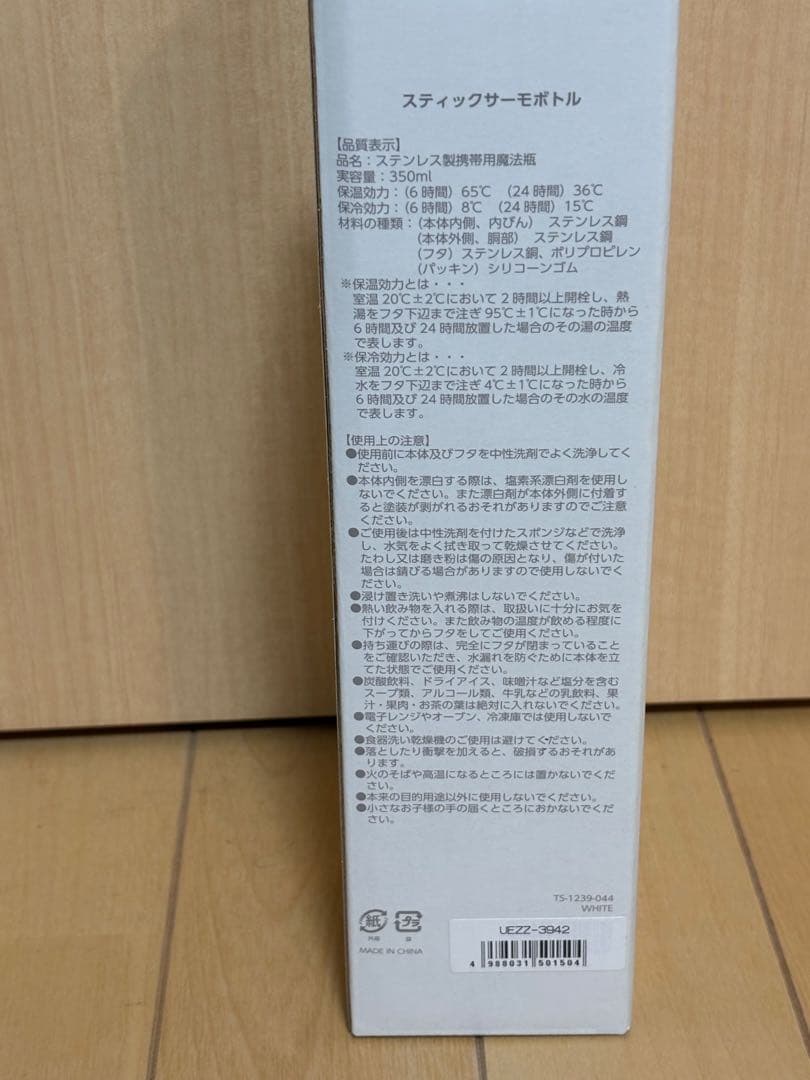 スティックサーモボトル
【品質表示】
品名：ステンレス製携帯用魔法瓶
実容量：350ml
保温効力：（6時間）65℃ （24時間）36℃
保冷効力：（6時間）8℃ （24時間）15℃
材料の種類：（本体内側、内びん） ステンレス鋼
（本体外側、胴部） ステンレス鋼
（フタ）ステンレス鋼、ポリプロピレン
（パッキン）シリコーンゴム
※保温効力とは・・・
室温20℃±2℃において2時間以上開栓し、熱
湯をフタ下辺まで注ぎ95℃±1℃になった時から
6時間及び24時間放置した場合のその湯の温度
で表します。
※保冷効力とは・・・
室温20℃±2℃において2時間以上開栓し、冷
水をフタ下辺まで注ぎ4℃±1℃になった時から
6時間及び24時間放置した場合のその水の温度
で表します。
【使用上の注意】
●使用前に本体及びフタを中性洗剤でよく洗浄してく
ださい。
●本体内側を漂白する際は、塩素系漂白剤を使用し
ないでください。また漂白剤が本体外側に付着す
ると塗装が剥がれるおそれがありますのでご注意
ください。
●ご使用後は中性洗剤を付けたスポンジなどで洗浄
し、水気をよく拭き取って乾燥させてください。
たわし又は磨き粉は傷の原因となり、傷が付いた
場合は錆びる場合がありますので使用しないでく
ださい。
●浸け置き洗いや煮沸はしないでください。
●熱い飲み物を入れる際は、取扱いに十分にお気を
付けください。また飲み物の温度が飲める程度に
下がってからフタをしてご使用ください。
●持ち運びの際は、完全にフタが閉まっていること
をご確認いただき、水漏れを防ぐために本体を立
てた状態でご使用ください。
●炭酸飲料、ドライアイス、味噌汁など塩分を含む
スープ類、アルコール類、牛乳などの乳飲料、果
汁・果肉・お茶の葉は絶対に入れないでください。
●電子レンジやオーブン、冷凍庫では使用しないで
ください。
●食器洗い乾燥機のご使用は避けてください。
●落としたり衝撃を加えると、破損するおそれがあ
ります。
●火のそばや高温になるところには置かないでくだ
さい。
●本来の目的用途以外に使用しないでください。
●小さなお子様の手の届くところにおかないでくだ
さい。
TS-1239-044
WHITE
紙 プラ
外箱 袋
MADE IN CHINA
UEZZ-3942
4 988031 501504